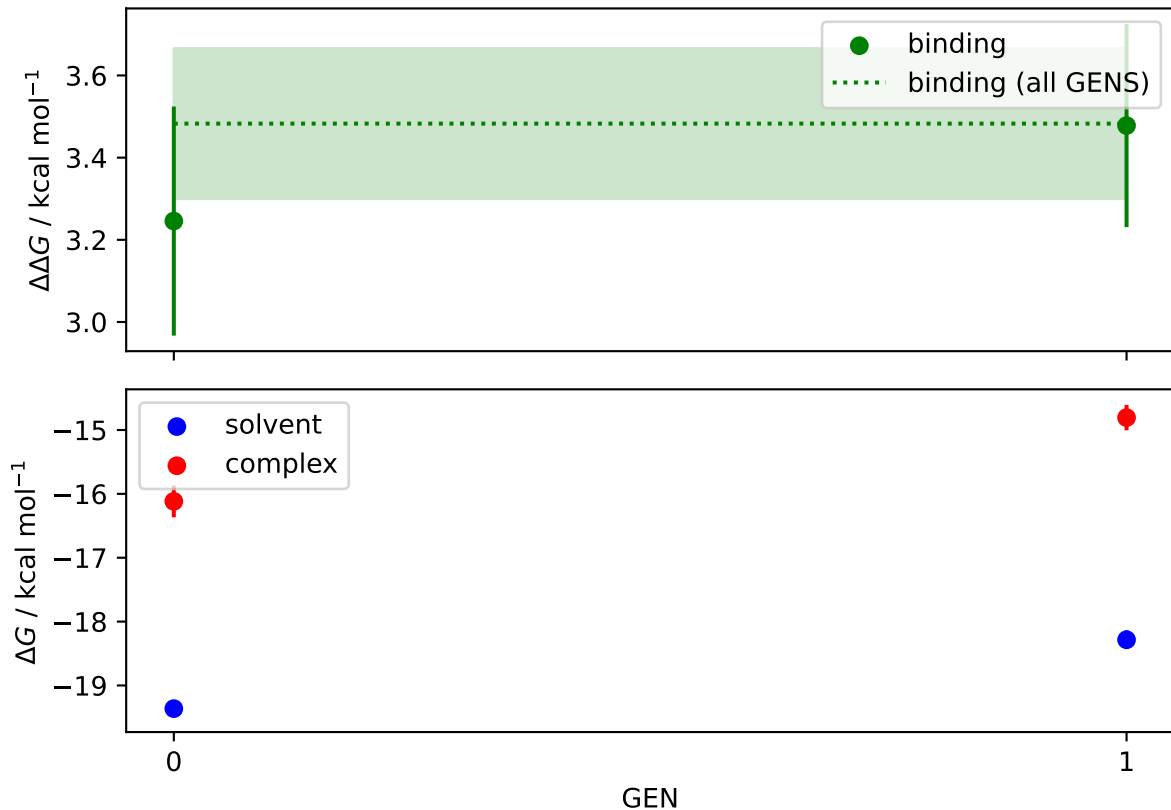 ΔΔG / kcal mol⁻¹
3.6
3.4
3.2
3.0
binding
binding (all GENS)
ΔG / kcal mol⁻¹
−15
−16
−17
−18
−19
solvent
complex
0
1
GEN